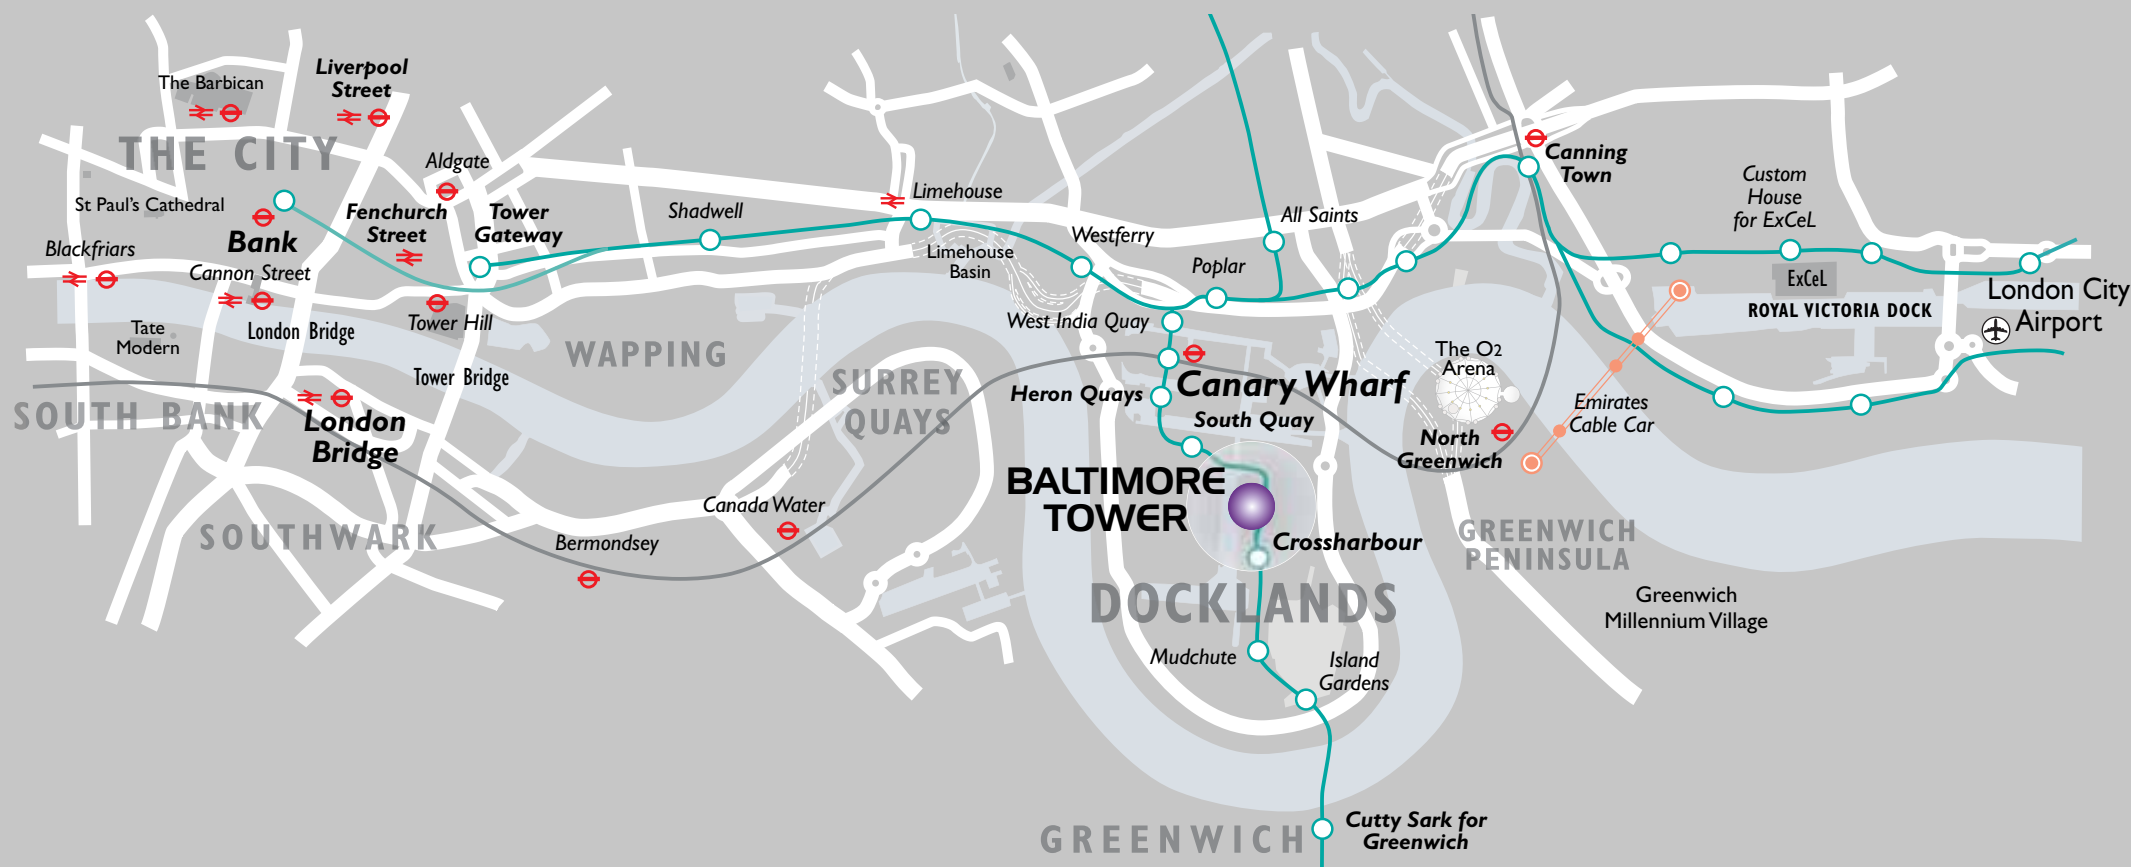 The Barbican
Liverpool
Street
THE CITY
Aldgate
St Paul's Cathedral
Bank
Fenchurch
Street
Tower
Gateway
Shadwell
Limehouse
Limehouse
Basin
Westferry
All Saints
Poplar
Canning
Town
Custom
House
for ExCeL
ExCeL
ROYAL VICTORIA DOCK
London City
Airport
Blackfriars
Cannon Street
Tate
Modern
London Bridge
Tower Hill
Tower Bridge
WAPPING
SURREY
QUAYS
West India Quay
Canary Wharf
Heron Quays
South Quay
The O2
Arena
North
Greenwich
Emirates
Cable Car
SOUTH BANK
London
Bridge
SOUTHWARK
Bermondsey
Canada Water
BALTIMORE
TOWER
Crossharbour
DOCKLANDS
GREENWICH
PENINSULA
Greenwich
Millennium Village
Mudchute
Island
Gardens
GREENWICH
Cutty Sark for
Greenwich